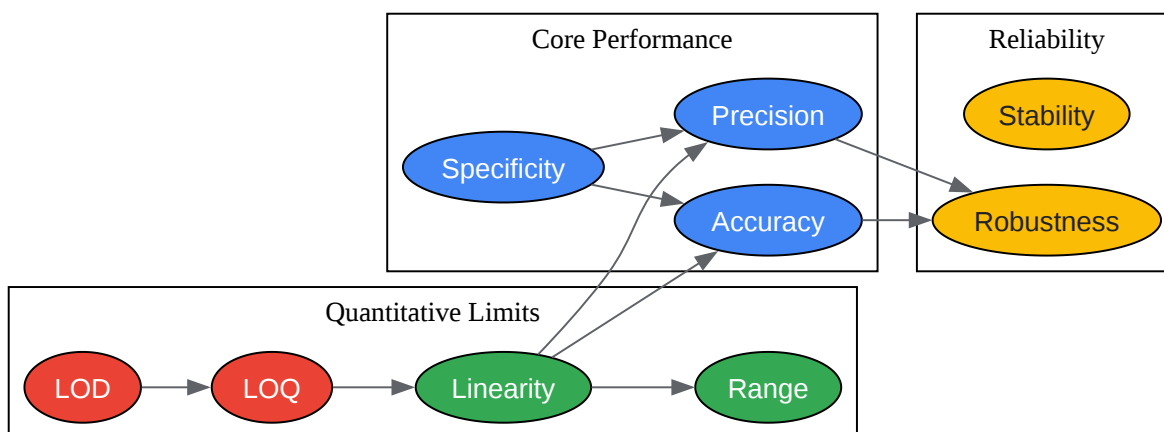 Core Performance
Reliability
Precision
Stability
Specificity
Accuracy
Robustness
Quantitative Limits
LOD
LOQ
Linearity
Range